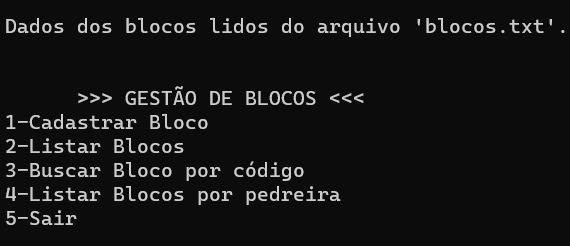 Dados dos blocos lidos do arquivo 'blocos.txt'.
>>> GESTÃO DE BLOCOS <<<
1-Cadastrar Bloco
2-Listar Blocos
3-Buscar Bloco por código
4-Listar Blocos por pedreira
5-Sair